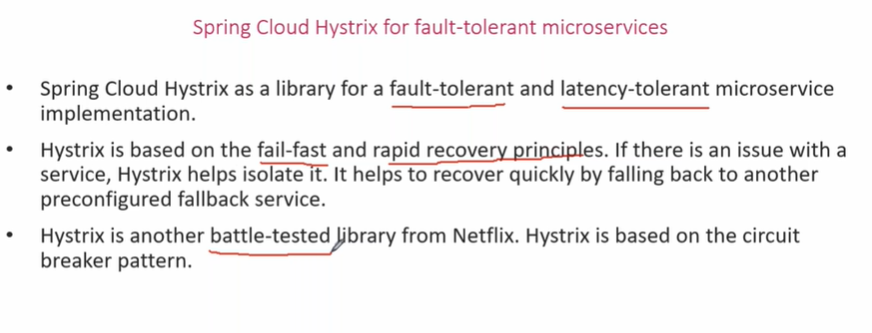 Spring Cloud Hystrix for fault-tolerant microservices
• Spring Cloud Hystrix as a library for a fault-tolerant and latency-tolerant microservice
implementation.
• Hystrix is based on the fail-fast and rapid recovery principles. If there is an issue with a
service, Hystrix helps isolate it. It helps to recover quickly by falling back to another
preconfigured fallback service.
• Hystrix is another battle-tested library from Netflix. Hystrix is based on the circuit
breaker pattern.